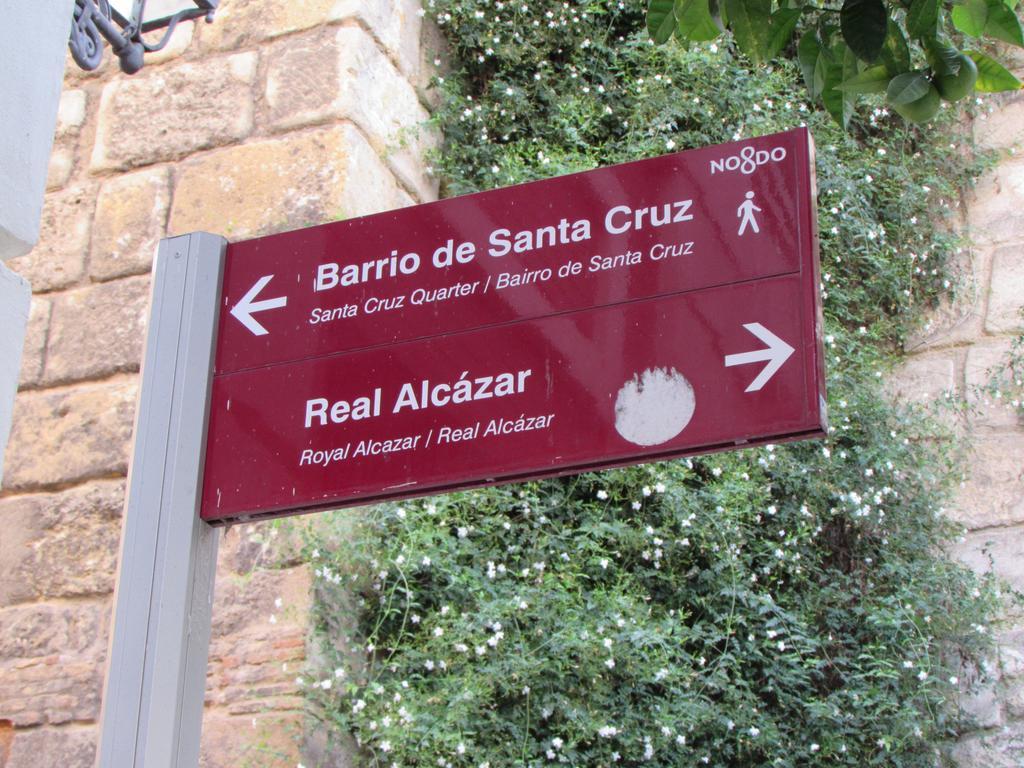 NO8DO
Barrio de Santa Cruz
Santa Cruz Quarter / Bairro de Santa Cruz
Real Alcázar
Royal Alcazar / Real Alcázar